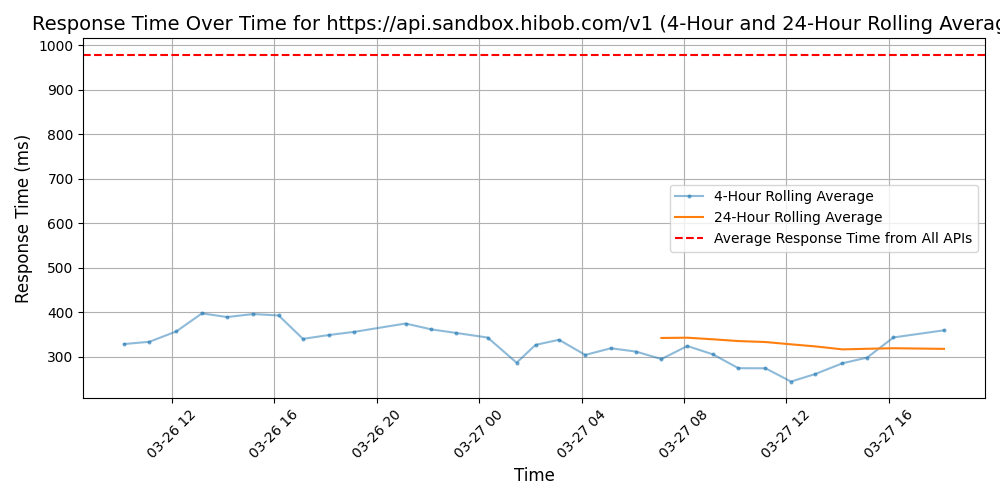 Response Time Over Time for https://api.sandbox.hibob.com/v1 (4-Hour and 24-Hour Rolling Averag
Response Time (ms)
1000
900
800
700
600
500
400
300
4-Hour Rolling Average
24-Hour Rolling Average
Average Response Time from All APIs
03-26 12
03-26 16
03-26 20
03-27 00
03-27 04
03-27 08
03-27 12
03-27 16
Time